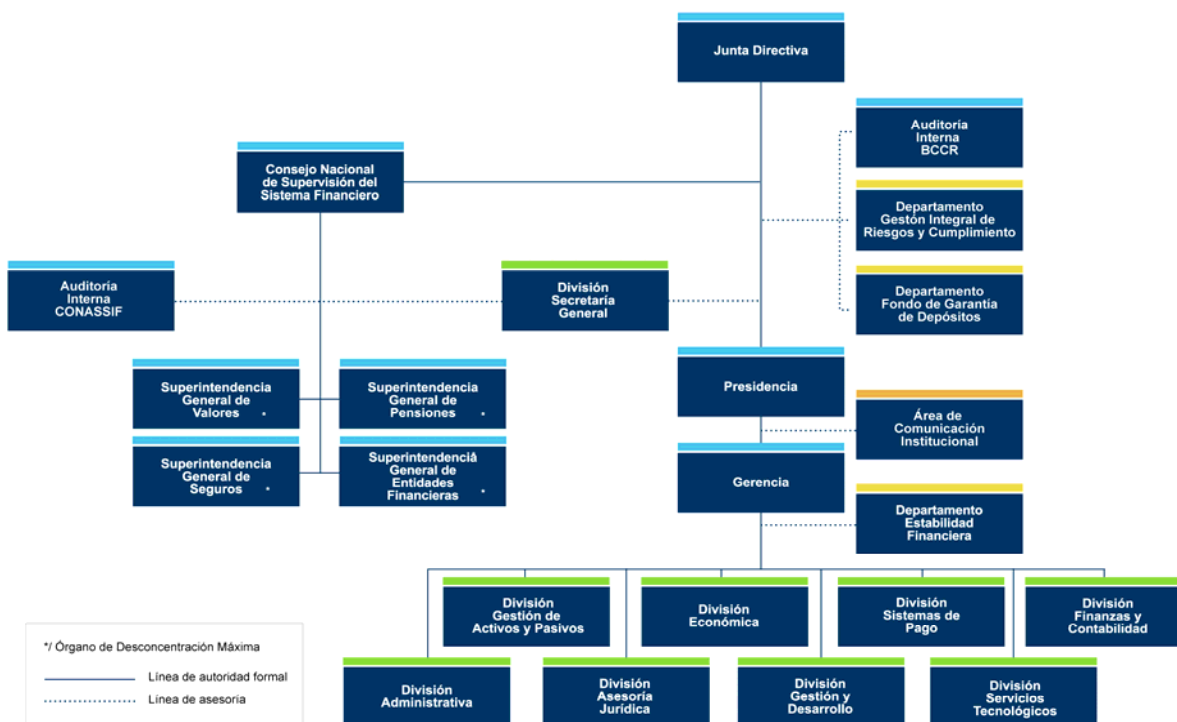 Junta Directiva
Auditoría
Interna
BCCR
Consejo Nacional
de Supervisión del
Sistema Financiero
Departamento
Gestón Integral de
Riesgos y Cumplimiento
Auditoría
Interna
CONASSIF
División
Secretaría
General
Departamento
Fondo de Garantía
de Depósitos
Superintendencia
General de
Valores *
Superintendencia
General de
Pensiones *
Presidencia
Área de
Comunicación
Institucional
Superintendencia
General de
Seguros *
Superintendenciá
General de
Entidades
Financieras *
Gerencia
Departamento
Estabilidad
Financiera
División
Gestión de
Activos y Pasivos
División
Económica
División
Sistemas de
Pago
División
Finanzas y
Contabilidad
División
Administrativa
División
Asesoría
Jurídica
División
Gestión y
Desarrollo
División
Servicios
Tecnológicos
*/ Órgano de Desconcentración Máxima
Línea de autoridad formal
Línea de asesoría